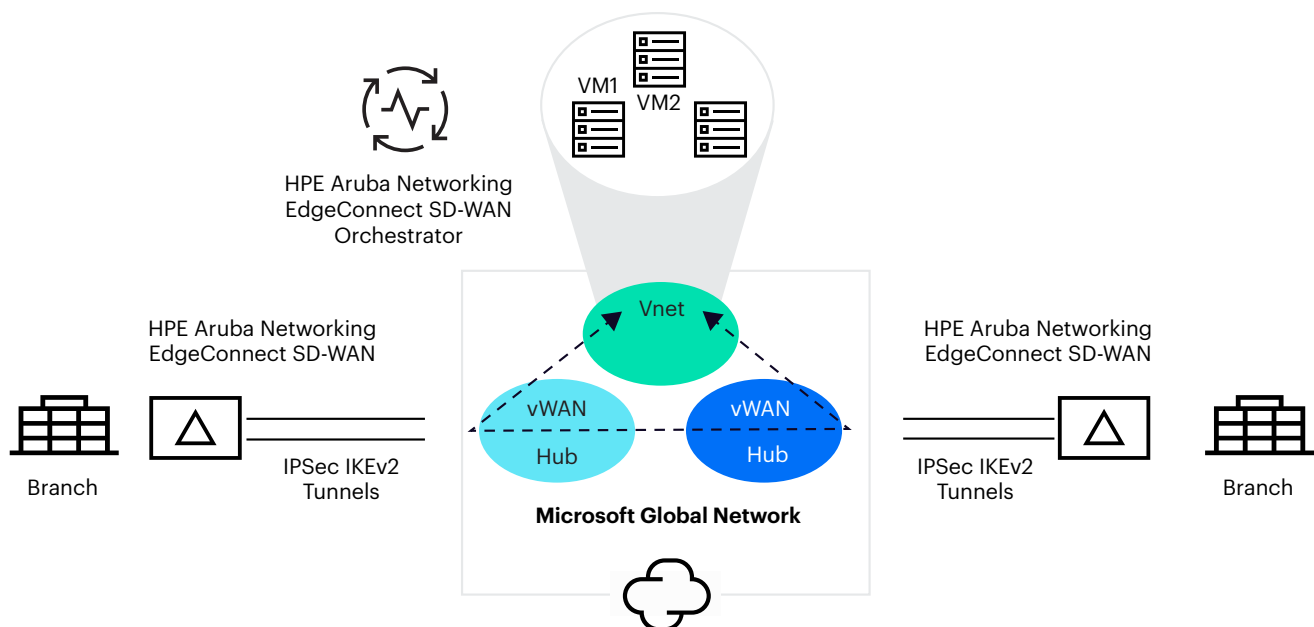 VM1
VM2
HPE Aruba Networking
EdgeConnect SD-WAN
Orchestrator
Vnet
HPE Aruba Networking
EdgeConnect SD-WAN
HPE Aruba Networking
EdgeConnect SD-WAN
vWAN
Hub
vWAN
Hub
IPSec IKEv2
Tunnels
IPSec IKEv2
Tunnels
Branch
Branch
Microsoft Global Network